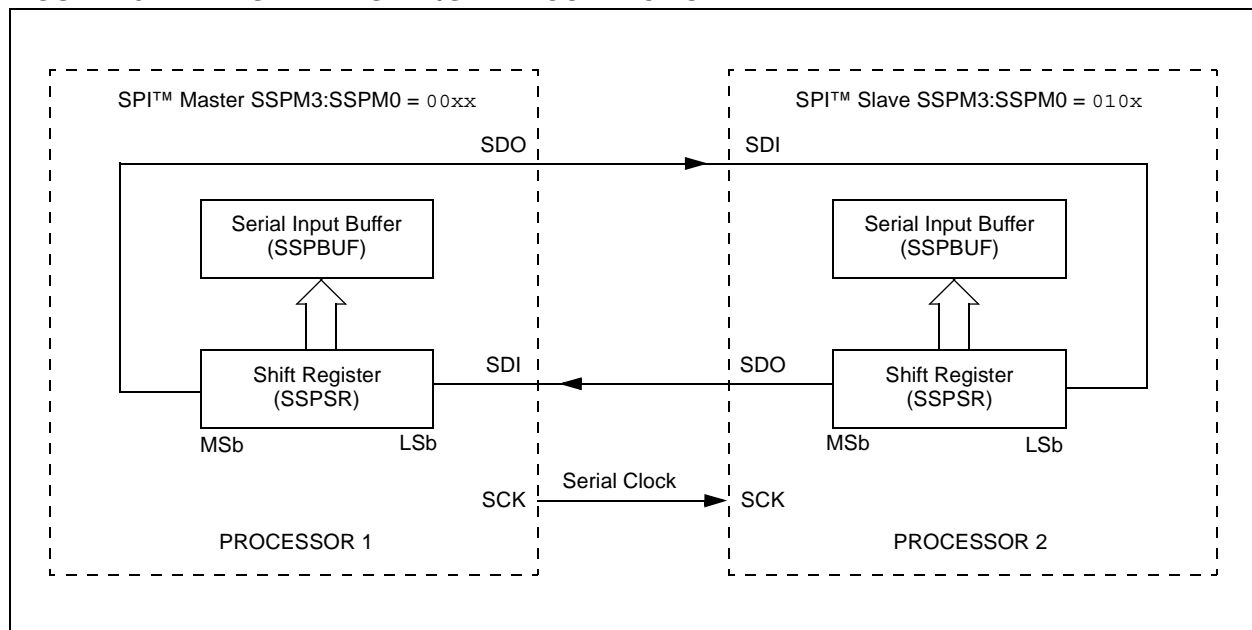 SPI™ Master SSPM3:SSPM0 = 00xx
SPI™ Slave SSPM3:SSPM0 = 010x
SDO
SDI
Serial Input Buffer
(SSPBUF)
Serial Input Buffer
(SSPBUF)
Shift Register
(SSPSR)
SDI
SDO
Shift Register
(SSPSR)
MSb
LSb
MSb
LSb
SCK
Serial Clock
SCK
PROCESSOR 1
PROCESSOR 2